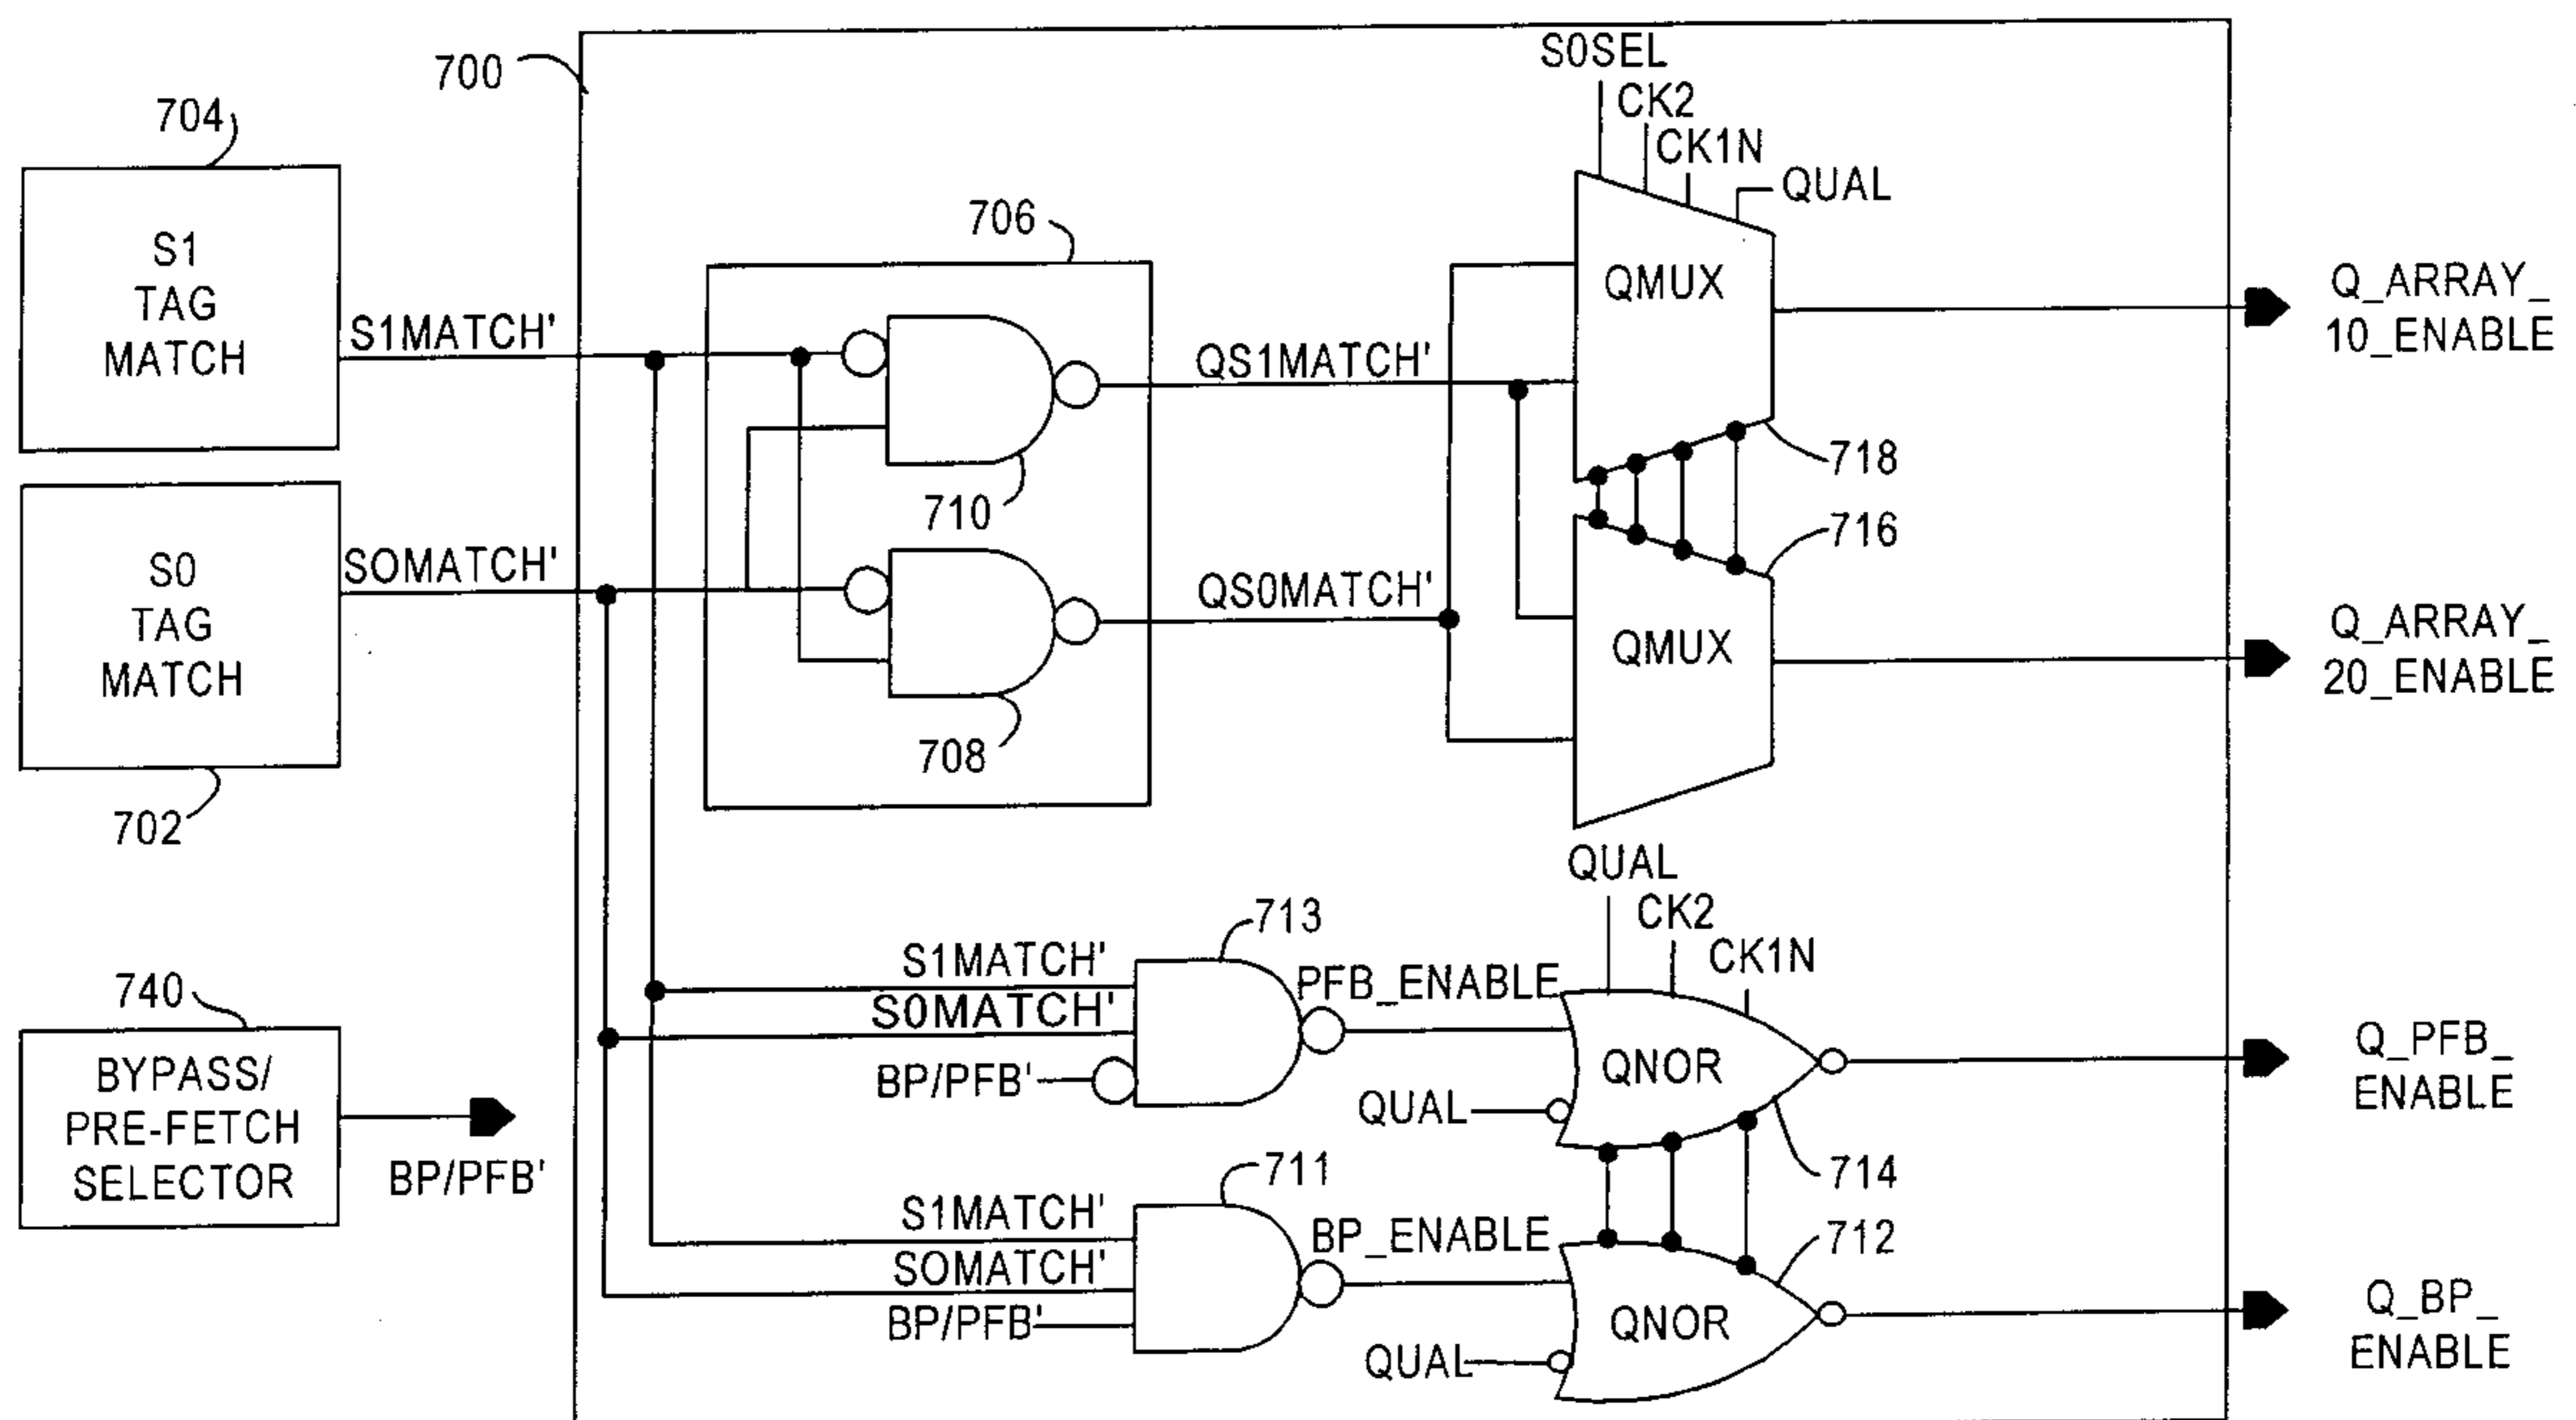 700
S0SEL
CK2
CK1N
QUAL
704
S1
TAG
MATCH
S1MATCH'
706
710
708
QS1MATCH'
QS0MATCH'
QMUX
718
716
QMUX
Q_ARRAY_
10_ENABLE
Q_ARRAY_
20_ENABLE
S0
TAG
MATCH
SOMATCH'
702
740
BYPASS/
PRE-FETCH
SELECTOR
BP/PFB'
713
S1MATCH'
S0MATCH'
BP/PFB'
PFB_ENABLE
QUAL
CK2
CK1N
QNOR
QUAL
714
Q_PFB_
ENABLE
711
S1MATCH'
SOMATCH'
BP/PFB'
BP_ENABLE
712
QNOR
QUAL
Q_BP_
ENABLE